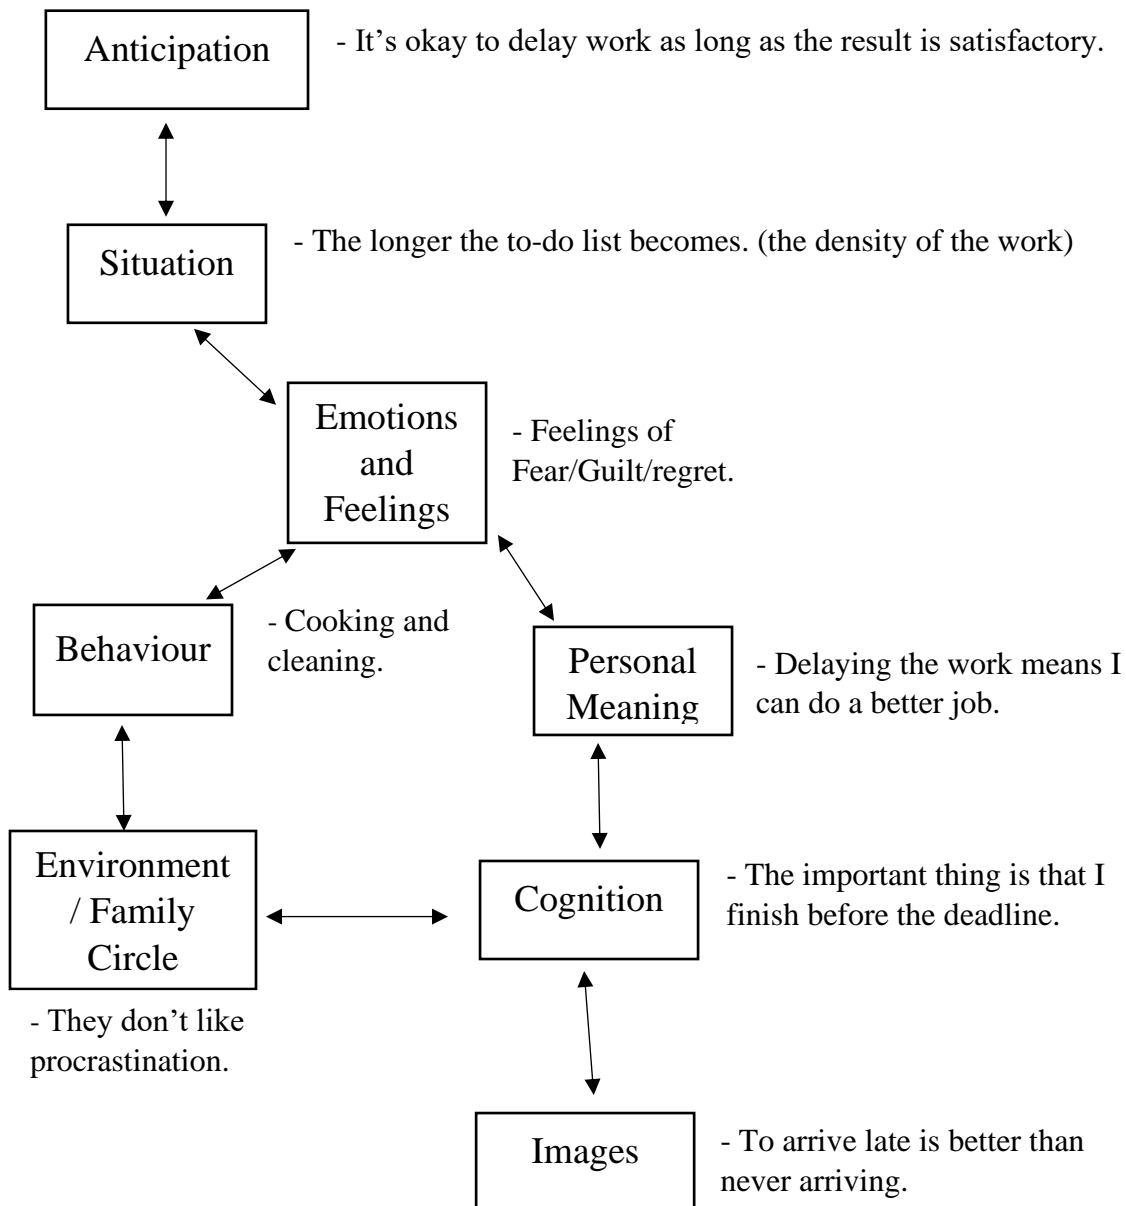 Anticipation
- It’s okay to delay work as long as the result is satisfactory.
Situation
- The longer the to-do list becomes. (the density of the work)
Emotions
and
Feelings
- Feelings of
Fear/Guilt/regret.
Behaviour
- Cooking and
cleaning.
Personal
Meaning
- Delaying the work means I
can do a better job.
Environment
/ Family
Circle
- They don’t like
procrastination.
Cognition
- The important thing is that I
finish before the deadline.
Images
- To arrive late is better than
never arriving.